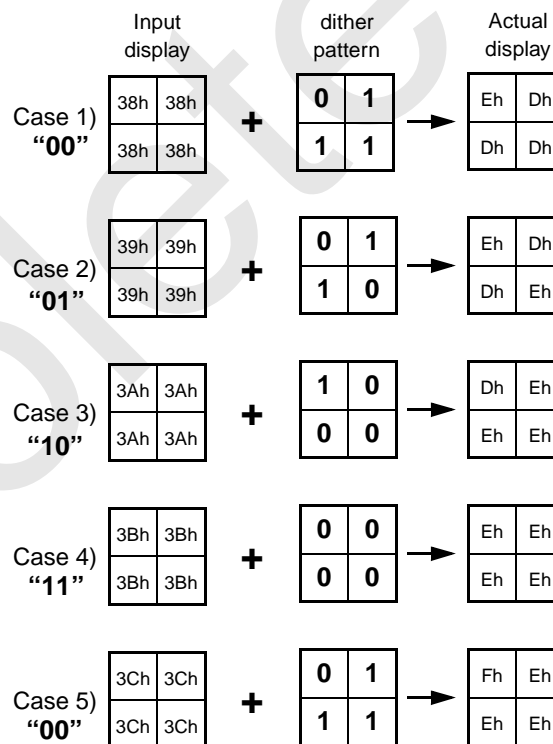 Input display dither pattern Actual display
Case 1) "00"
38h 38h + 0 1 Eh Dh
38h 38h 1 1 Dh Dh
Case 2) "01"
39h 39h + 0 1 Eh Dh
39h 39h 1 0 Dh Eh
Case 3) "10"
3Ah 3Ah + 1 0 Dh Eh
3Ah 3Ah 0 0 Eh Eh
Case 4) "11"
3Bh 3Bh + 0 0 Eh Eh
3Bh 3Bh 0 0 Eh Eh
Case 5) "00"
3Ch 3Ch + 0 1 Fh Eh
3Ch 3Ch 1 1 Eh Eh